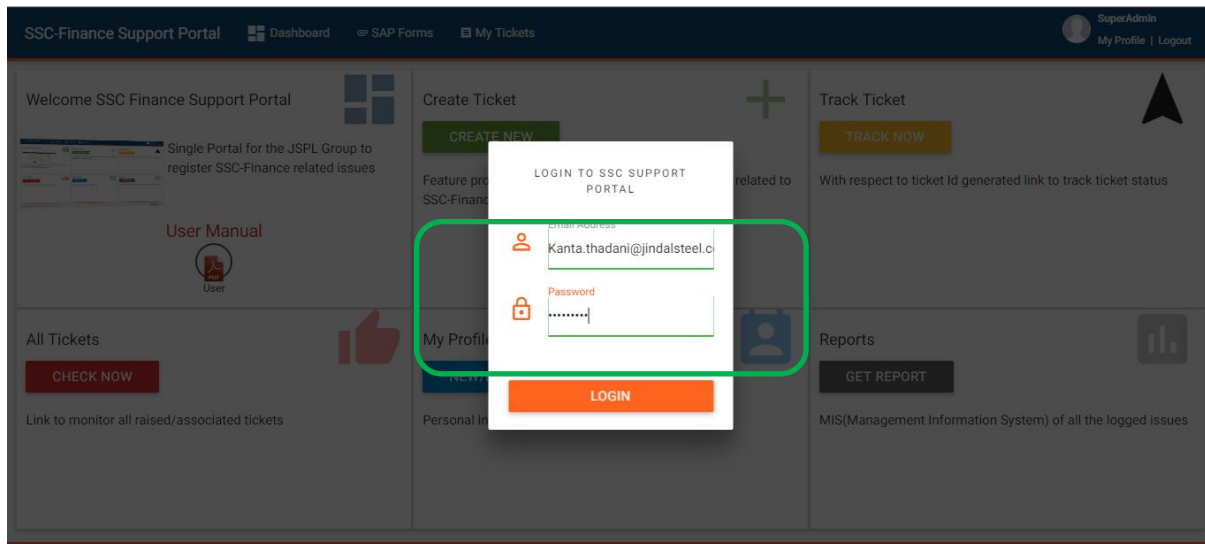 SSC-Finance Support Portal Dashboard SAP Forms My Tickets
SuperAdmin
My Profile | Logout
Welcome SSC Finance Support Portal
Single Portal for the JSPL Group to
register SSC-Finance related issues
User Manual
PDF
User
Create Ticket
CREATE NEW
Feature pro
related to
SSC-Financ
Track Ticket
TRACK NOW
With respect to ticket Id generated link to track ticket status
LOGIN TO SSC SUPPORT
PORTAL
Email Address
Kanta.thadani@jindalsteel.c
Password
•••••••••
LOGIN
All Tickets
CHECK NOW
Link to monitor all raised/associated tickets
My Profile
Personal in
Reports
GET REPORT
MIS(Management Information System) of all the logged issues